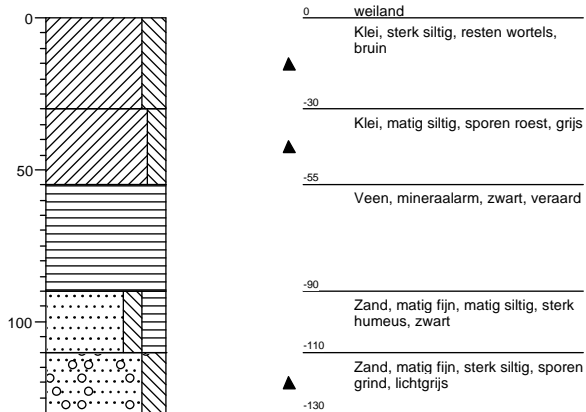 0
50
100
0
weiland
Klei, sterk siltig, resten wortels,
bruin
-30
Klei, matig siltig, sporen roest, grijs
-55
Veen, mineraalarm, zwart, veraard
-90
Zand, matig fijn, matig siltig, sterk
humeus, zwart
-110
Zand, matig fijn, sterk siltig, sporen
grind, lichtgrijs
-130